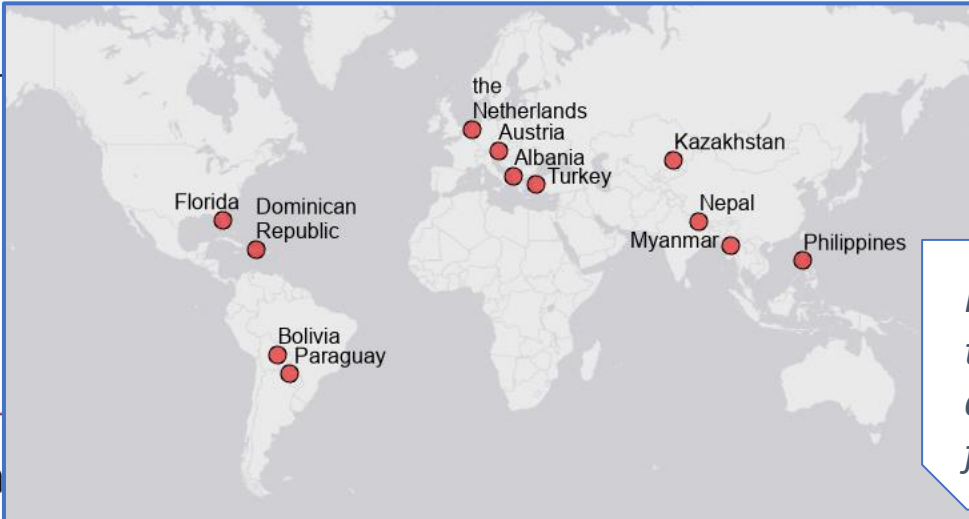 the
Netherlands
Austria
Albania
Turkey
Kazakhstan
Florida
Dominican
Republic
Nepal
Myanmar
Philippines
Bolivia
Paraguay